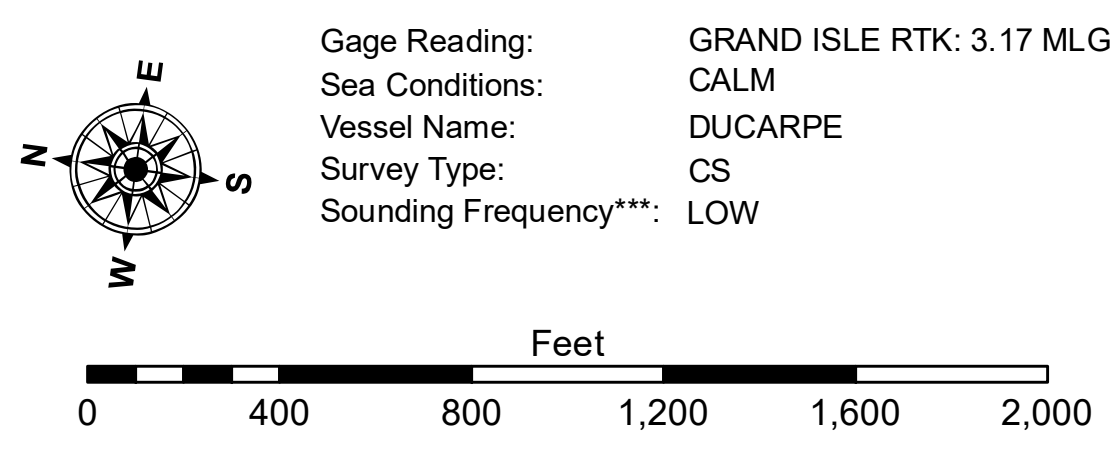 Gage Reading: GRAND ISLE RTK: 3.17 MLG
Sea Conditions: CALM
Vessel Name: DUCARPE
Survey Type: CS
Sounding Frequency***: LOW
E
N
S
W
Feet
0 400 800 1,200 1,600 2,000